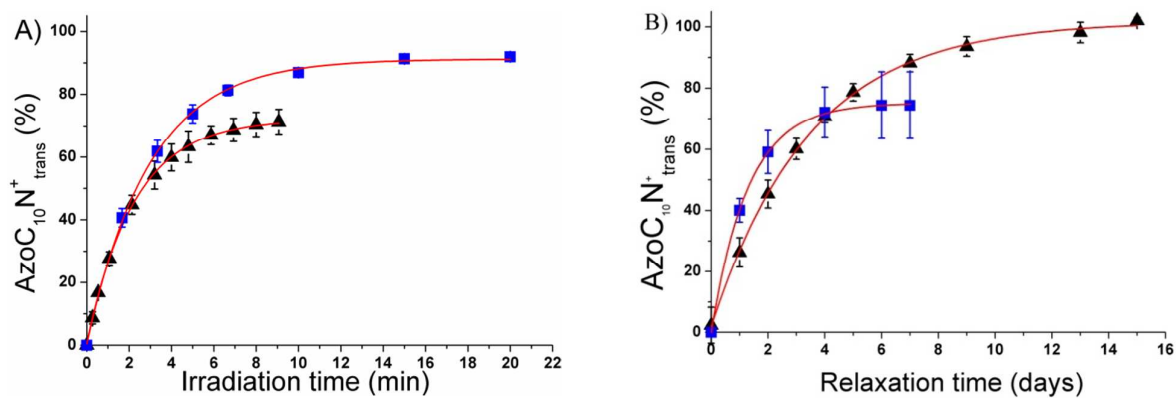 A)
100
80
60
40
20
0
AzoC₁₀N⁺trans (%)
0 2 4 6 8 10 12 14 16 18 20 22
Irradiation time (min)
B)
100
80
60
40
20
0
AzoC₁₀N⁺trans (%)
0 2 4 6 8 10 12 14 16
Relaxation time (days)